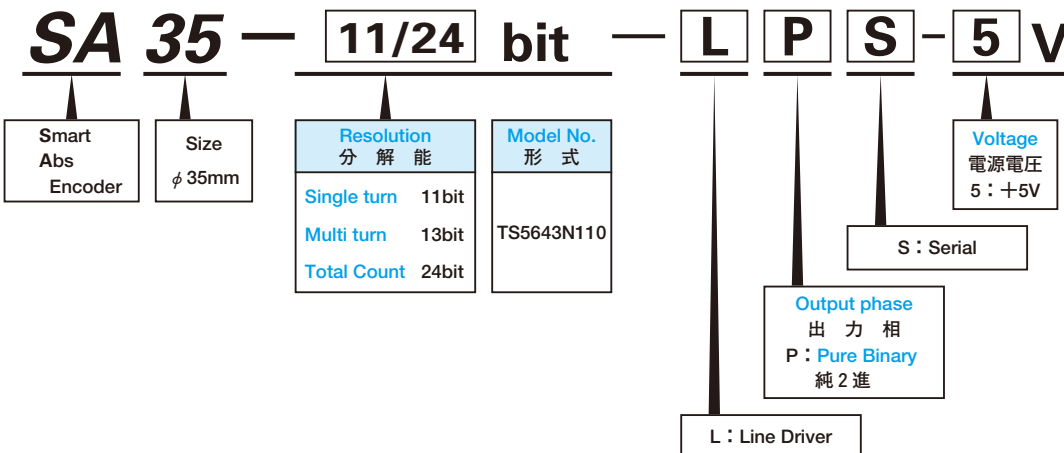 SA 35 — 11/24 bit — L P S - 5 V
Smart
Abs
Encoder
Size
φ 35mm
Resolution
分 解 能
Single turn 11bit
Multi turn 13bit
Total Count 24bit
Model No.
形 式
TS5643N110
Voltage
電源電圧
5：＋5V
S：Serial
Output phase
出 力 相
P：Pure Binary
純2進
L：Line Driver